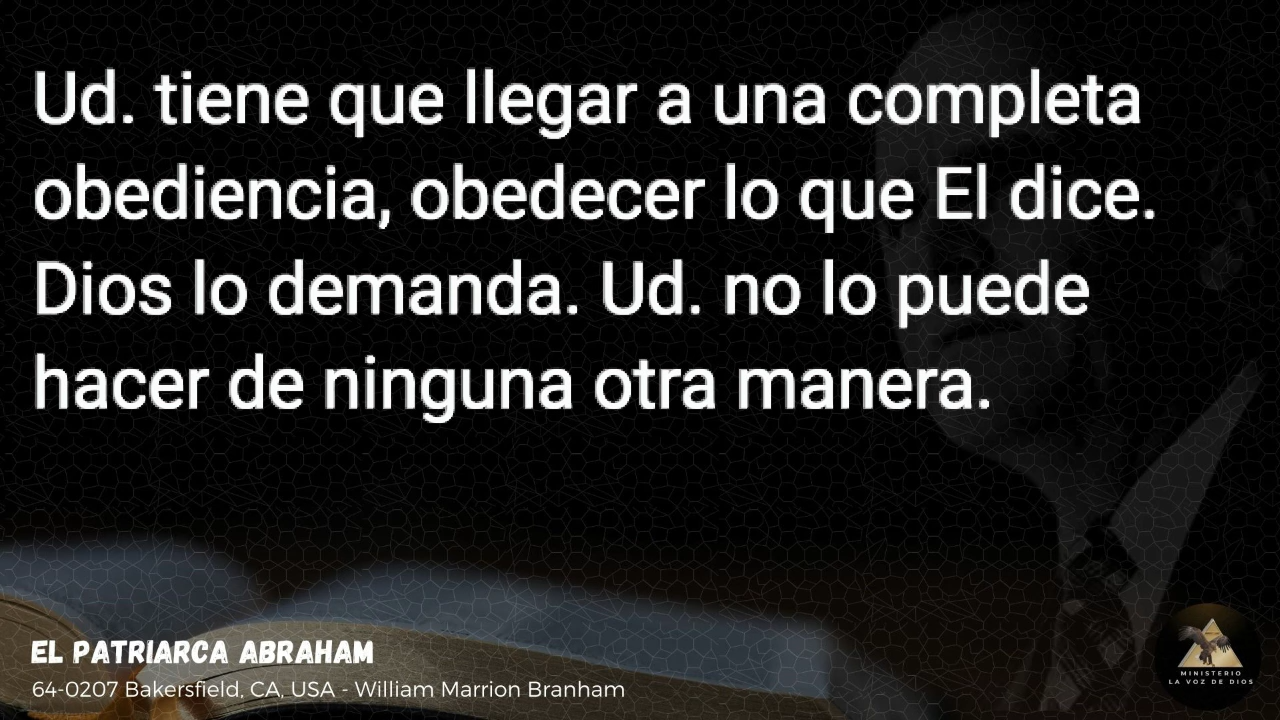 Ud. tiene que llegar a una completa
obediencia, obedecer lo que El dice.
Dios lo demanda. Ud. no lo puede
hacer de ninguna otra manera.
EL PATRIARCA ABRAHAM
64-0207 Bakersfield, CA, USA - William Marrion Branham
MINISTERIO
LA VOZ DE DIOS